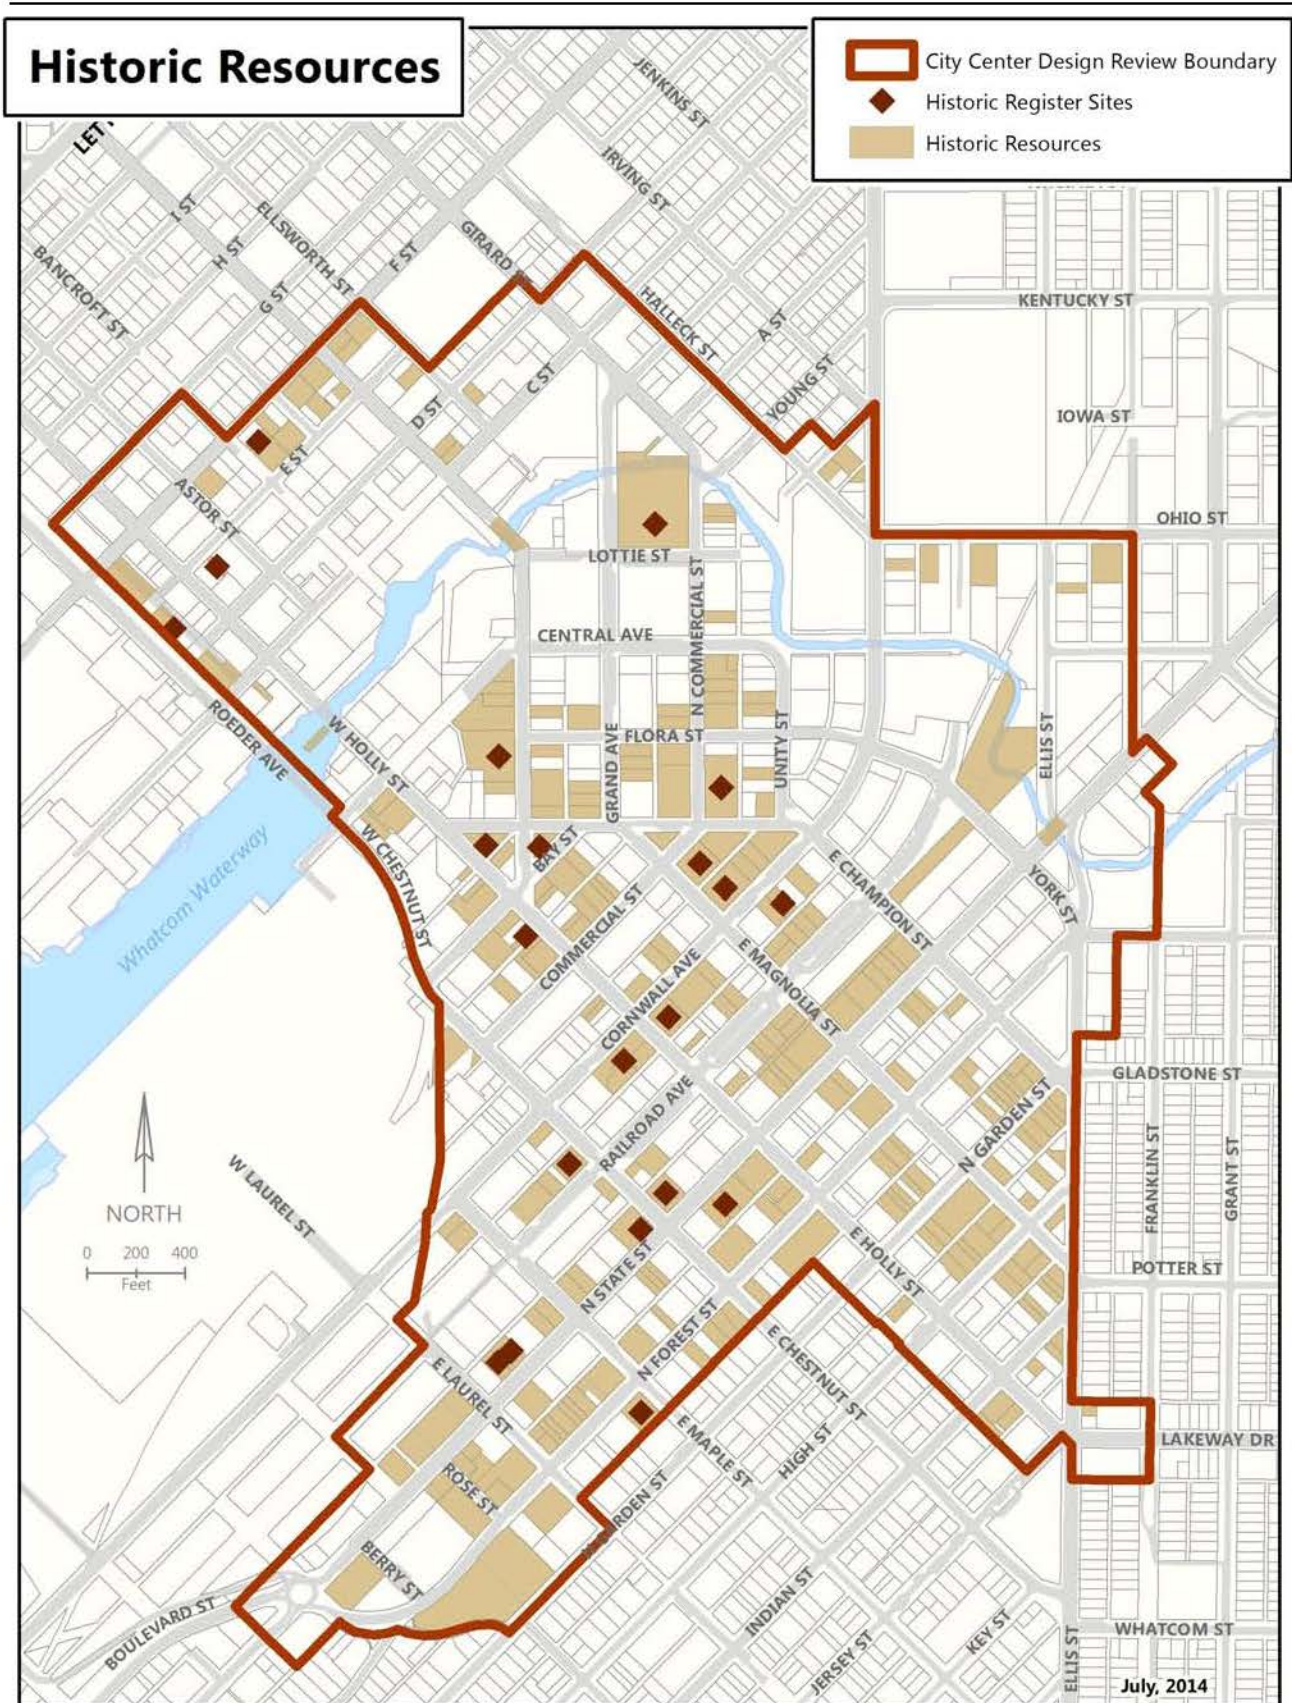 Historic Resources
City Center Design Review Boundary
Historic Register Sites
Historic Resources
JENKINS ST
IRVING ST
I ST
H ST
G ST
ELLSWORTH ST
F ST
GIRARD
BANCROFT ST
HALLECK ST
A ST
KENTUCKY ST
YOUNG ST
C ST
D ST
IOWA ST
E ST
ASTOR ST
OHIO ST
LOTTIE ST
N COMMERCIAL ST
CENTRAL AVE
ROEDER AVE
W HOLLY ST
GRAND AVE
FLORA ST
UNITY ST
ELLIS ST
Whatcom Waterway
W CHESTNUT ST
BAY ST
COMMERCIAL ST
E CHAMPION ST
YORK ST
CORNWALL AVE
E MAGNOLIA ST
GLADSTONE ST
RAILROAD AVE
N GARDEN ST
FRANKLIN ST
GRANT ST
W LAUREL ST
NORTH
0 200 400
Feet
N STATE ST
E HOLLY ST
POTTER ST
N FOREST ST
E CHESTNUT ST
E LAUREL ST
E MAPLE ST
HIGH ST
LAKEWAY DR
ROSE ST
BERRY ST
BOULEVARD ST
INDIAN ST
JERSEY ST
KEY ST
ELLIS ST
WHATCOM ST
July, 2014